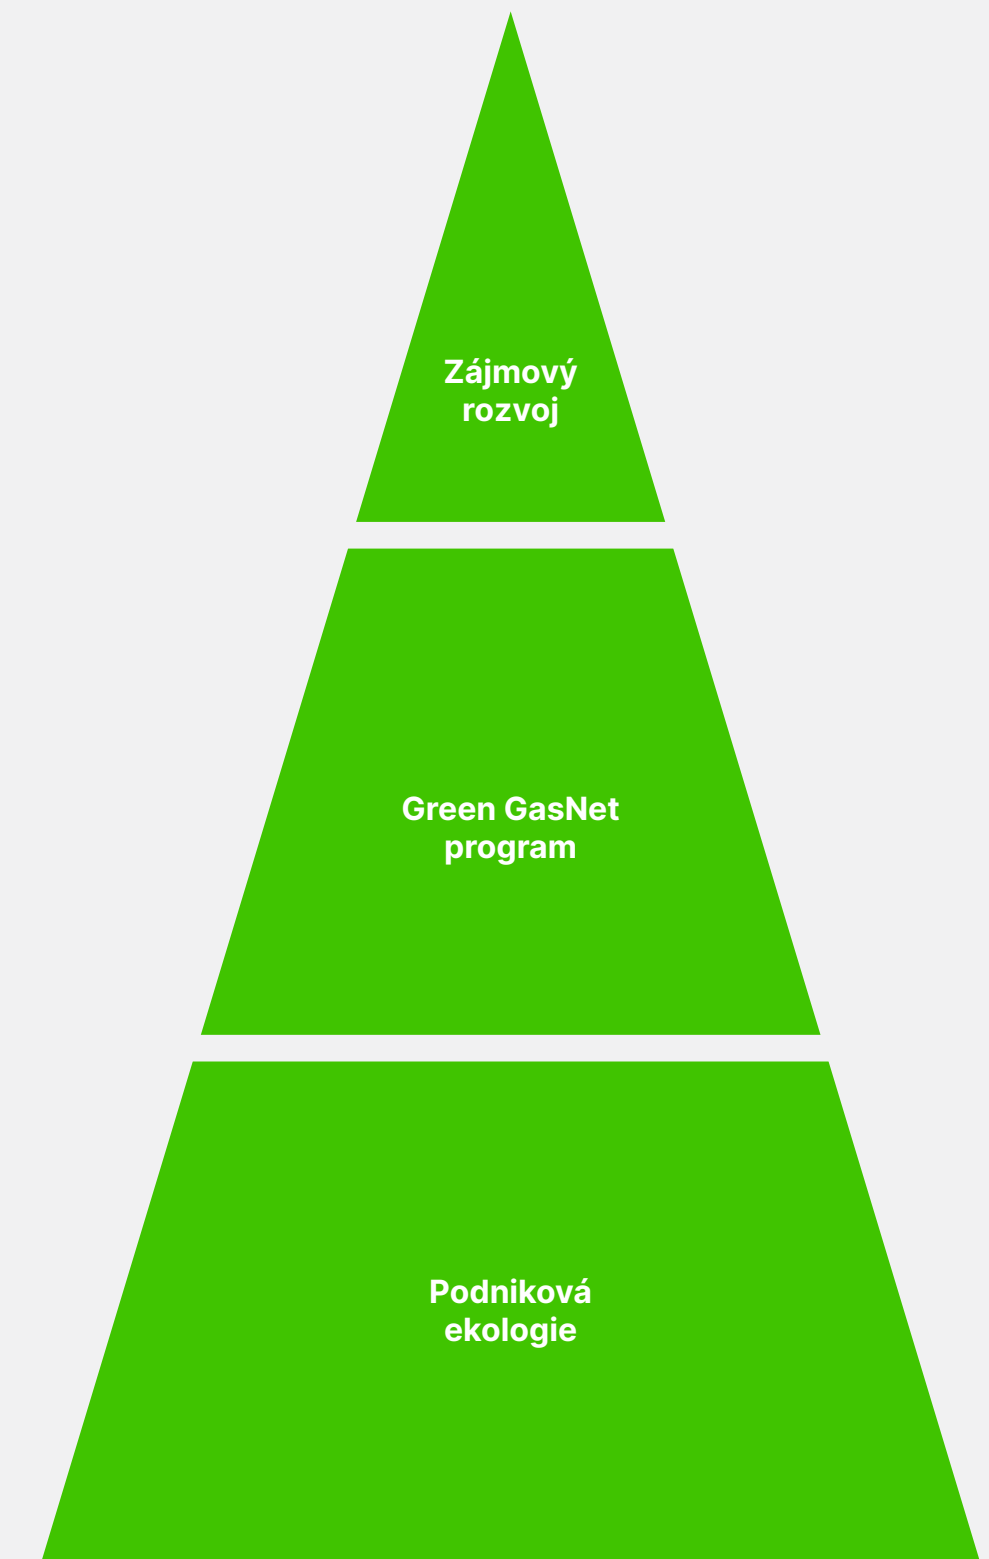 Zájmový
rozvoj
Green GasNet
program
Podniková
ekologie